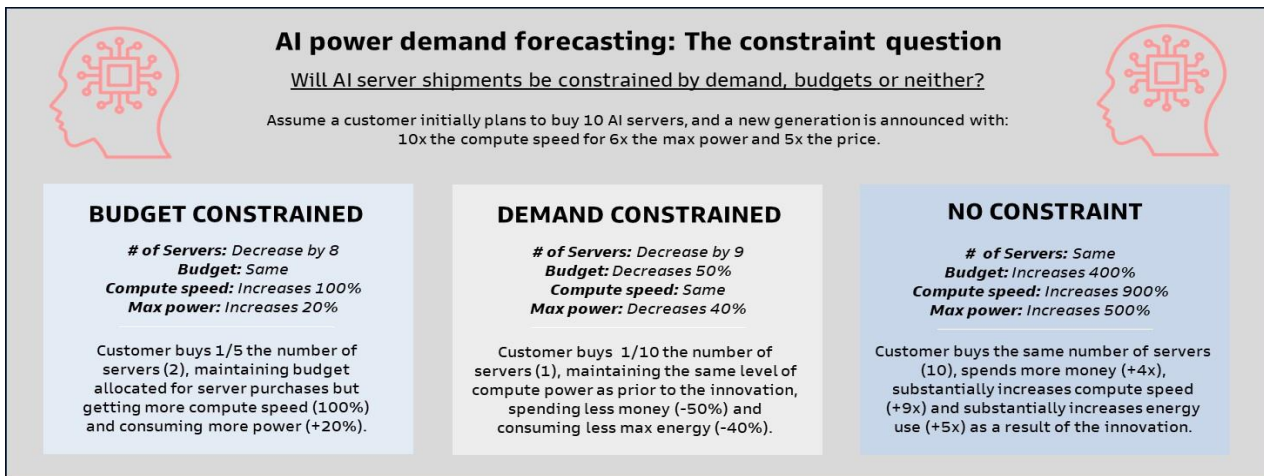 AI power demand forecasting: The constraint question
Will AI server shipments be constrained by demand, budgets or neither?
Assume a customer initially plans to buy 10 AI servers, and a new generation is announced with:
10x the compute speed for 6x the max power and 5x the price.
BUDGET CONSTRAINED
# of Servers: Decrease by 8
Budget: Same
Compute speed: Increases 100%
Max power: Increases 20%
Customer buys 1/5 the number of
servers (2), maintaining budget
allocated for server purchases but
getting more compute speed (100%)
and consuming more power (+20%).
DEMAND CONSTRAINED
# of Servers: Decrease by 9
Budget: Decreases 50%
Compute speed: Same
Max power: Decreases 40%
Customer buys 1/10 the number of
servers (1), maintaining the same level of
compute power as prior to the innovation,
spending less money (-50%) and
consuming less max energy (-40%).
NO CONSTRAINT
# of Servers: Same
Budget: Increases 400%
Compute speed: Increases 900%
Max power: Increases 500%
Customer buys the same number of servers
(10), spends more money (+4x),
substantially increases compute speed
(+9x) and substantially increases energy
use (+5x) as a result of the innovation.